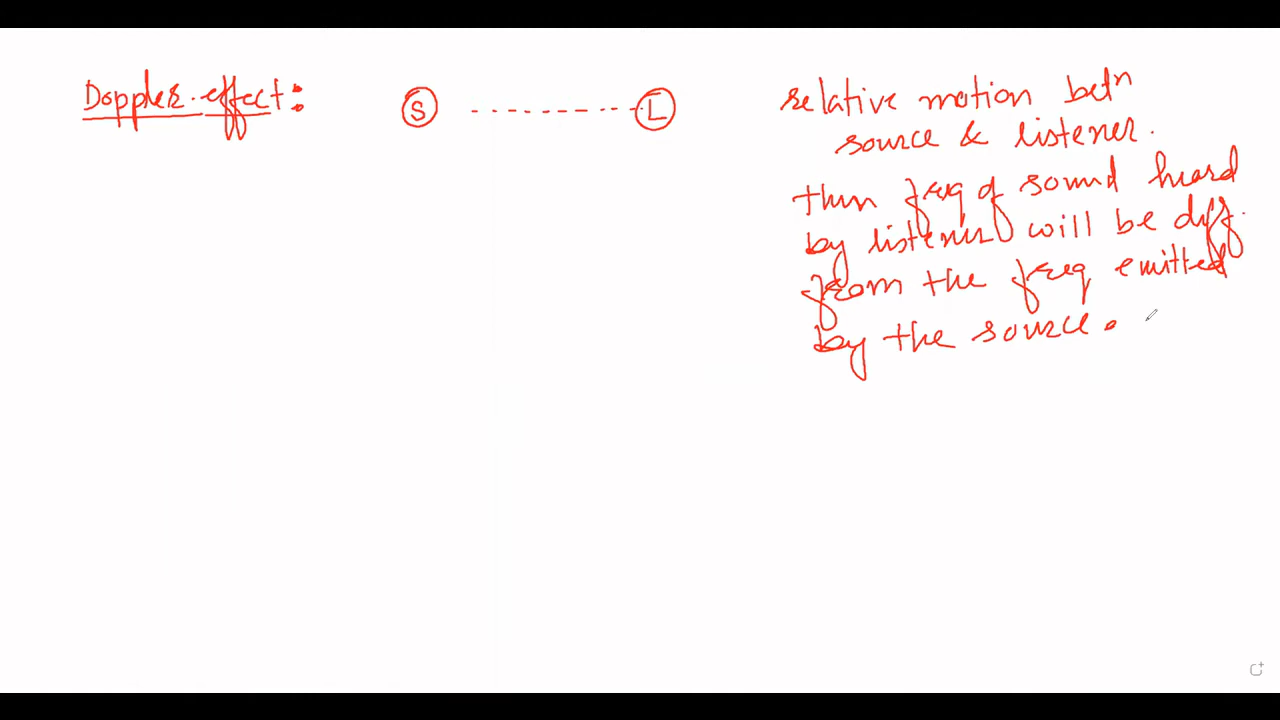 Doppler effect:
S L
relative motion betn
source & listener.
then freq of sound heard
by listener will be diff.
from the freq emitted
by the source.